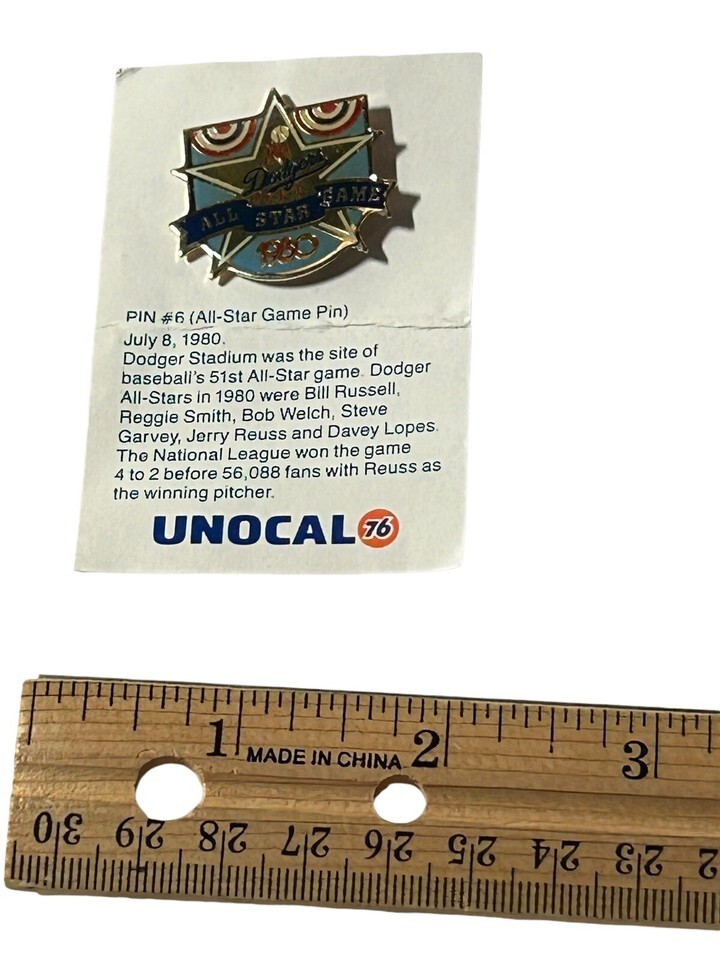 Dodgers
ALL STAR GAME
1980
PIN #6 (All-Star Game Pin)
July 8, 1980.
Dodger Stadium was the site of
baseball's 51st All-Star game. Dodger
All-Stars in 1980 were Bill Russell,
Reggie Smith, Bob Welch, Steve
Garvey, Jerry Reuss and Davey Lopes.
The National League won the game
4 to 2 before 56,088 fans with Reuss as
the winning pitcher.
UNOCAL 76
1 2 3
MADE IN CHINA
30 29 28 27 26 25 24 23 2